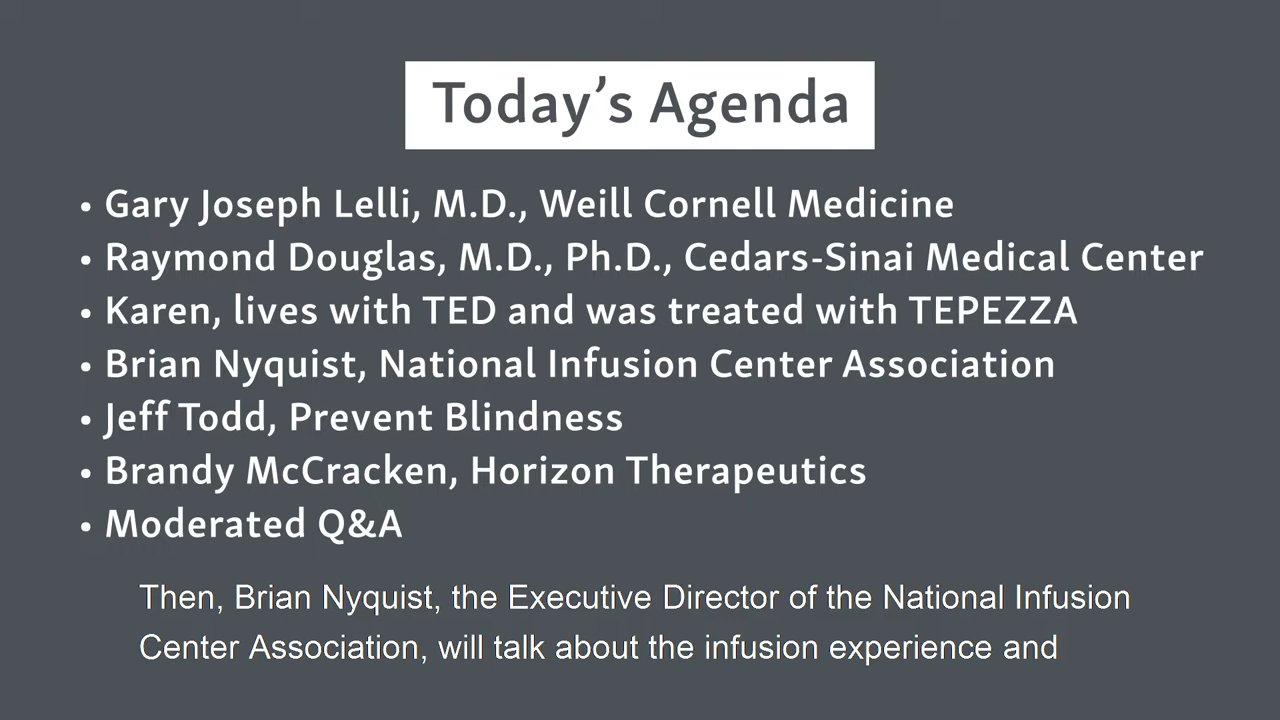 Today’s Agenda
• Gary Joseph Lelli, M.D., Weill Cornell Medicine
• Raymond Douglas, M.D., Ph.D., Cedars-Sinai Medical Center
• Karen, lives with TED and was treated with TEPEZZA
• Brian Nyquist, National Infusion Center Association
• Jeff Todd, Prevent Blindness
• Brandy McCracken, Horizon Therapeutics
• Moderated Q&A
Then, Brian Nyquist, the Executive Director of the National Infusion
Center Association, will talk about the infusion experience and